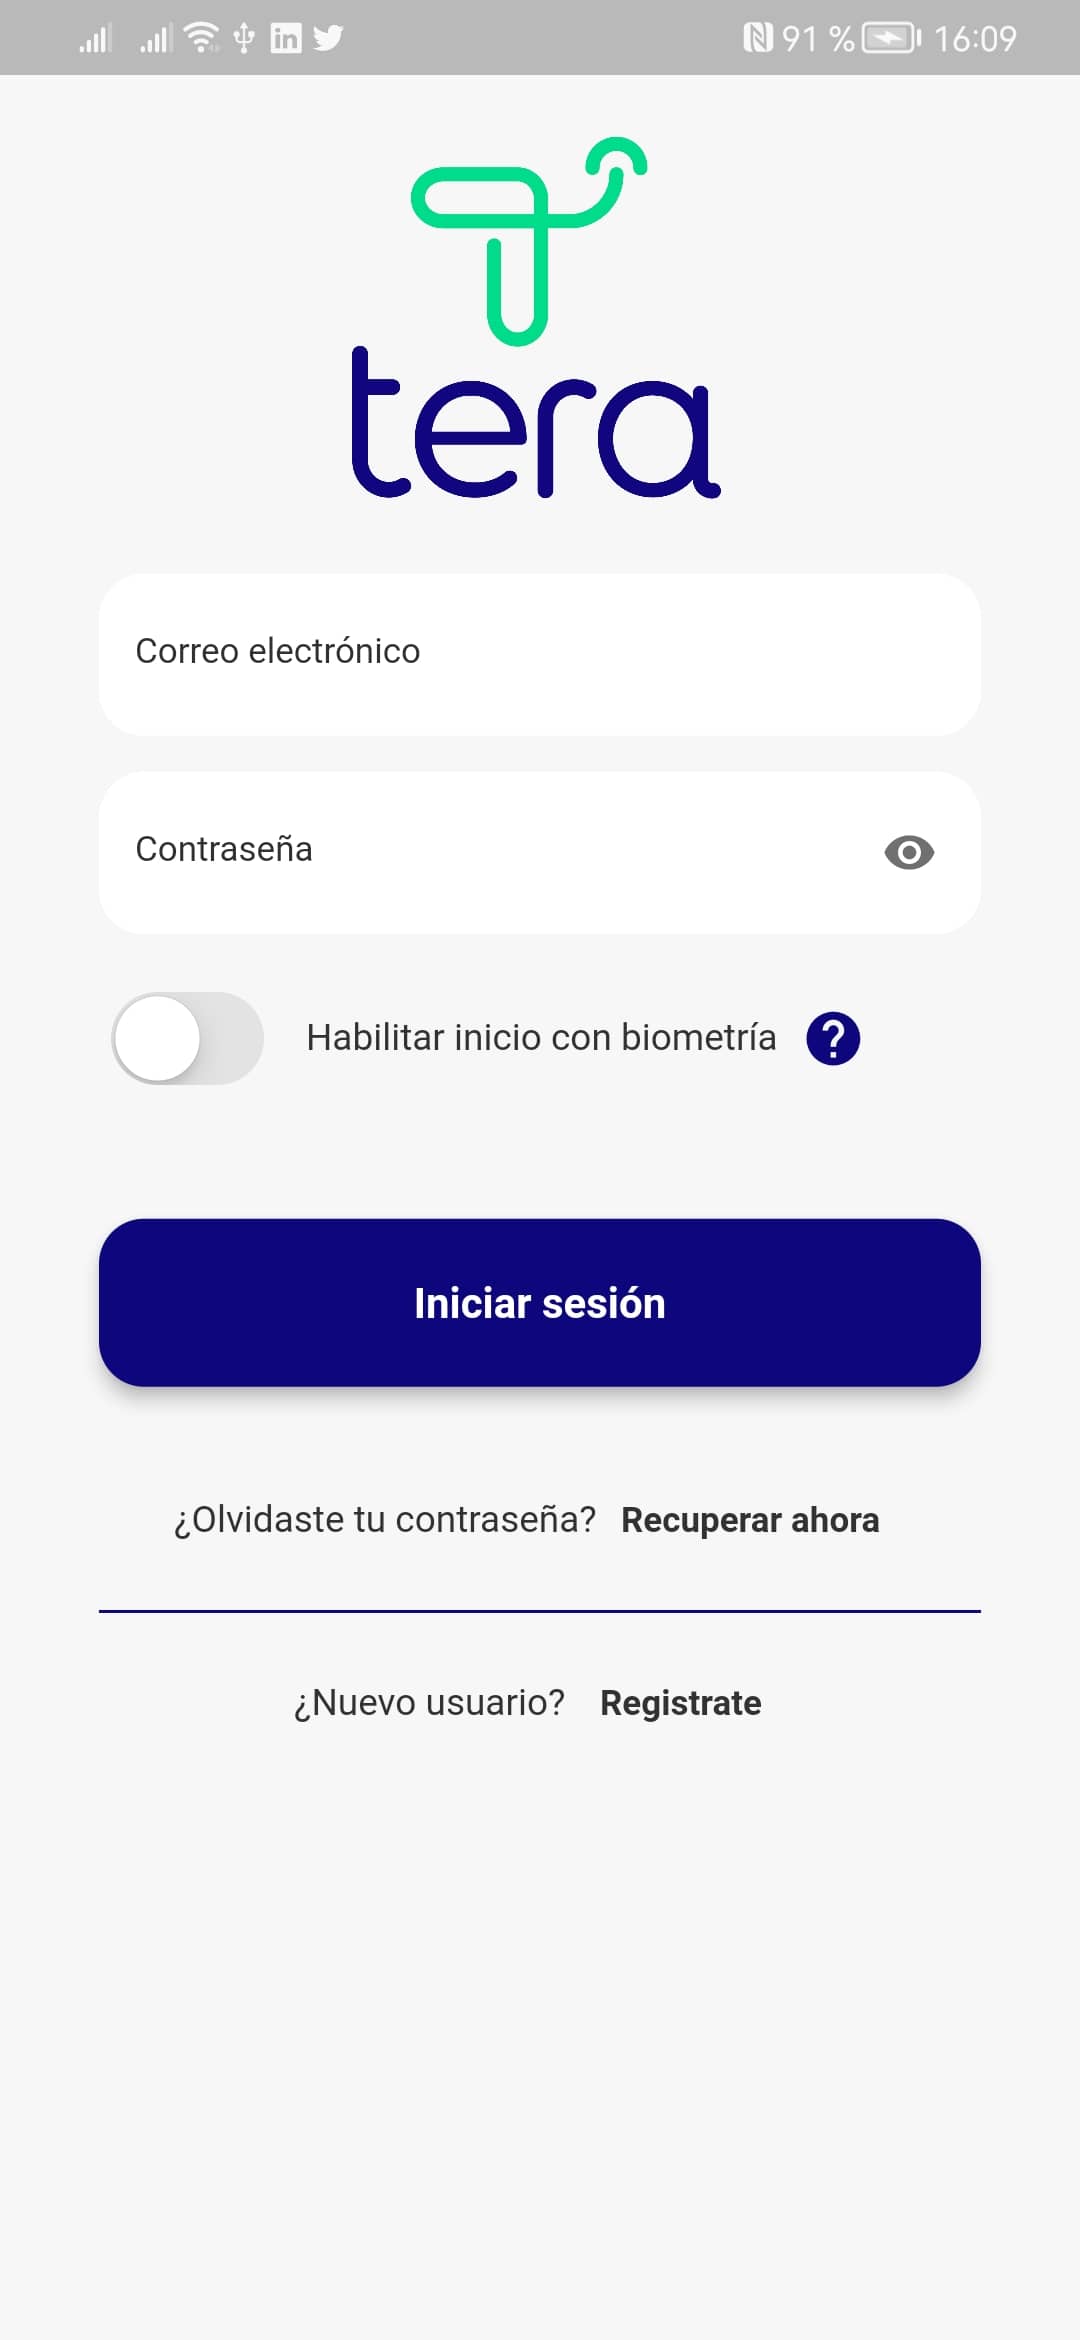 91 % 16:09
tera
Correo electrónico
Contraseña
Habilitar inicio con biometría ?
Iniciar sesión
¿Olvidaste tu contraseña? Recuperar ahora
¿Nuevo usuario? Registrate